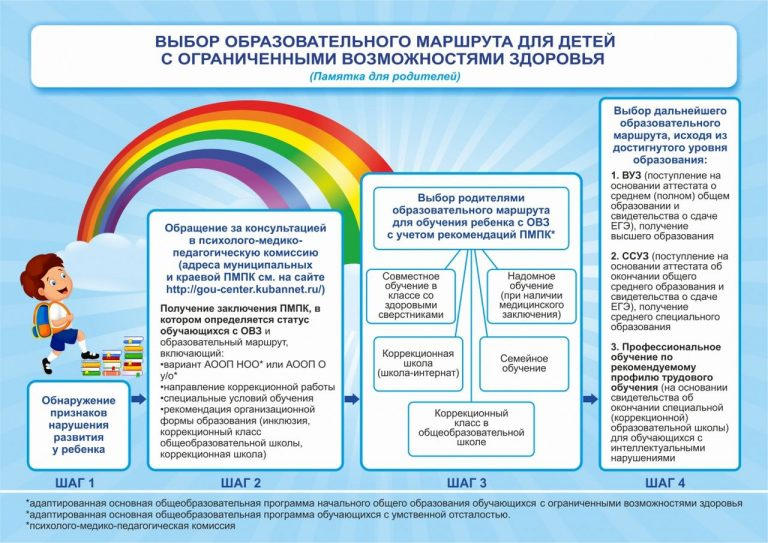 ВЫБОР ОБРАЗОВАТЕЛЬНОГО МАРШРУТА ДЛЯ ДЕТЕЙ
С ОГРАНИЧЕННЫМИ ВОЗМОЖНОСТЯМИ ЗДОРОВЬЯ
(Памятка для родителей)
Обнаружение
признаков
нарушения
развития
у ребенка
ШАГ 1
Обращение за консультацией
в психолого-медико-
педагогическую комиссию
(адреса муниципальных
и краевой ПМПК см. на сайте
http://gou-center.kubannet.ru/)
Получение заключения ПМПК, в
котором определяется статус
обучающихся с ОВЗ и
образовательный маршрут,
включающий:
•вариант АООП НОО* или АООП О
у/о*
•направление коррекционной работы
•специальные условий обучения
•рекомендация организационной
формы образования (инклюзия,
коррекционный класс
общеобразовательной школы,
коррекционная школа)
ШАГ 2
Выбор родителями
образовательного маршрута
для обучения ребенка с ОВЗ
с учетом рекомендаций ПМПК*
Совместное
обучение в
классе со
здоровыми
сверстниками
Надомное
обучение
(при наличии
медицинского
заключения)
Коррекционная
школа
(школа-интернат)
Семейное
обучение
Коррекционный
класс в
общеобразовательной
школе
ШАГ 3
Выбор дальнейшего
образовательного
маршрута, исходя из
достигнутого уровня
образования:
1. ВУЗ (поступление на
основании аттестата о
среднем (полном) общем
образовании и
свидетельства о сдаче
ЕГЭ), получение
высшего образования
2. ССУЗ (поступление на
основании аттестата об
окончании общего
среднего образования и
свидетельства о сдаче
ЕГЭ), получение
среднего специального
образования
3. Профессиональное
обучение по
рекомендуемому
профилю трудового
обучения (на основании
свидетельства об
окончании специальной
(коррекционной)
образовательной школы)
для обучающихся с
интеллектуальными
нарушениями
ШАГ 4
*адаптированная основная общеобразовательная программа начального общего образования обучающихся с ограниченными возможностями здоровья
*адаптированная основная общеобразовательная программа обучающихся с умственной отсталостью.
*психолого-медико-педагогическая комиссия